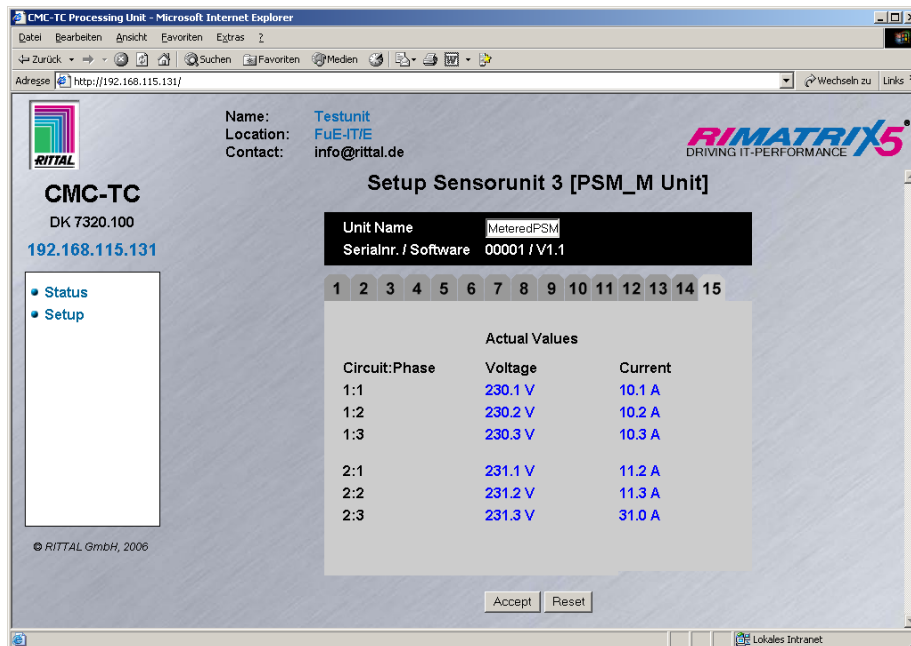 CMC-TC Processing Unit - Microsoft Internet Explorer
Datei Bearbeiten Ansicht Favoriten Extras ?
Zurück Suchen Favoriten Medien
Adresse http://192.168.115.131/ Wechseln zu Links
RITTAL
Name: Testunit
Location: FuE-IT/E
Contact: info@rittal.de
RIMATRIX5
DRIVING IT-PERFORMANCE
CMC-TC
DK 7320.100
192.168.115.131
Status
Setup
© RITTAL GmbH, 2006
Setup Sensorunit 3 [PSM_M Unit]
Unit Name MeteredPSM
Serialnr. / Software 00001 / V1.1
1 2 3 4 5 6 7 8 9 10 11 12 13 14 15
Actual Values
Circuit:Phase Voltage Current
1:1 230.1 V 10.1 A
1:2 230.2 V 10.2 A
1:3 230.3 V 10.3 A
2:1 231.1 V 11.2 A
2:2 231.2 V 11.3 A
2:3 231.3 V 31.0 A
Accept Reset
Lokales Intranet